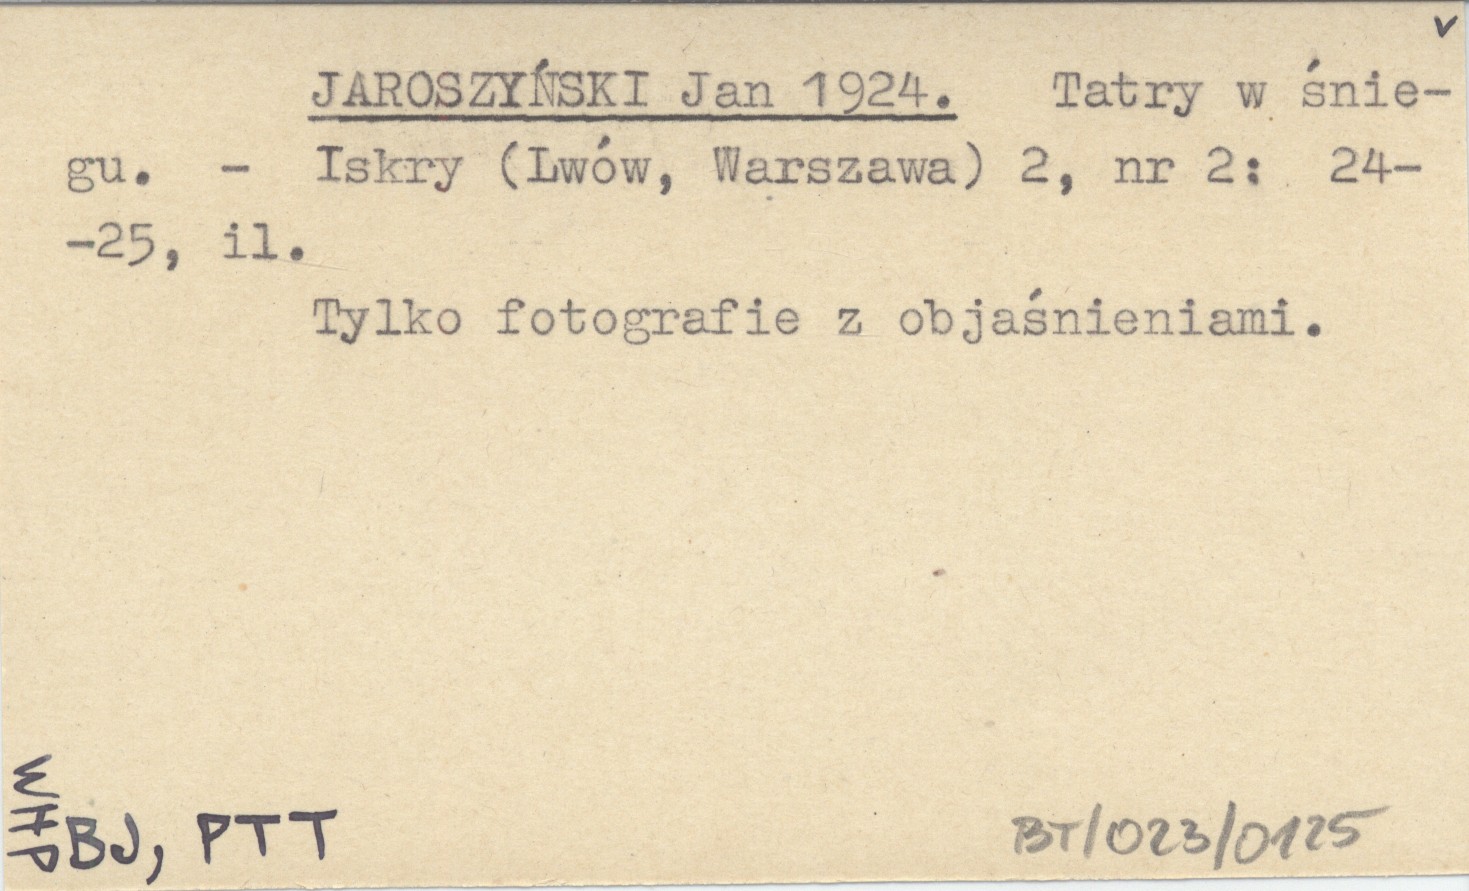 v
JAROSZYŃSKI Jan 1924. Tatry w śnie-
gu. - Iskry (Lwów, Warszawa) 2, nr 2: 24-
-25, il.
Tylko fotografie z objaśnieniami.
BJ, PTT
BT/023/0125